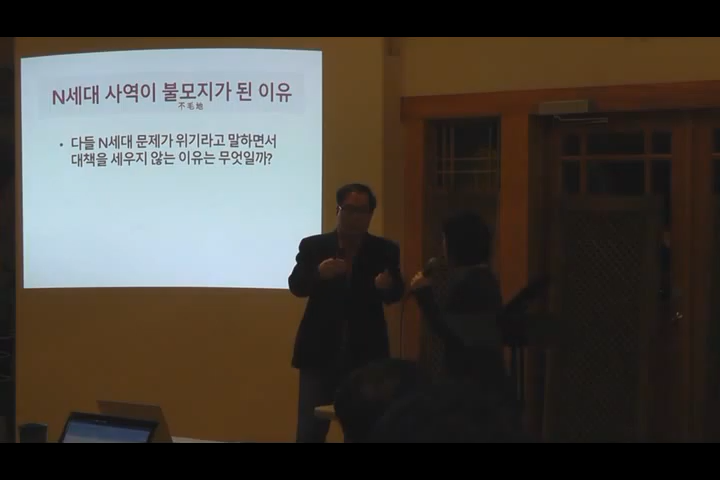 N세대 사역이 불모지가 된 이유
不毛地
• 다들 N세대 문제가 위기라고 말하면서
대책을 세우지 않는 이유는 무엇일까?